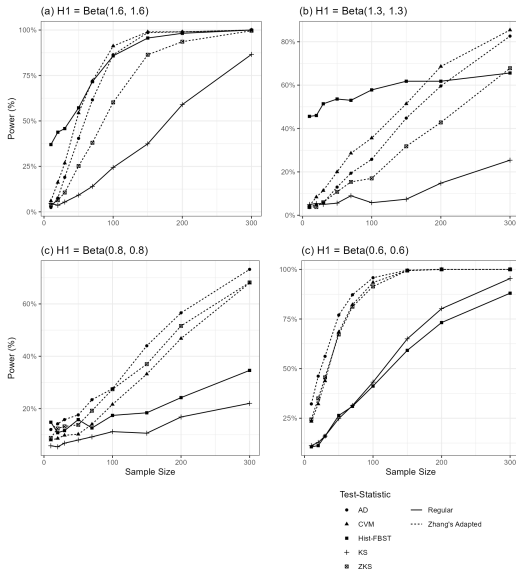 (a) H1 = Beta(1.6, 1.6)
100%
75%
50%
25%
0%
Power (%)
0
100
200
300
(b) H1 = Beta(1.3, 1.3)
80%
60%
40%
20%
0%
0
100
200
300
(c) H1 = Beta(0.8, 0.8)
60%
40%
20%
Power (%)
0
100
200
300
Sample Size
(c) H1 = Beta(0.6, 0.6)
100%
75%
50%
25%
0
100
200
300
Sample Size
Test-Statistic
AD
Regular
CVM
Zhang's Adapted
Hist-FBST
KS
ZKS